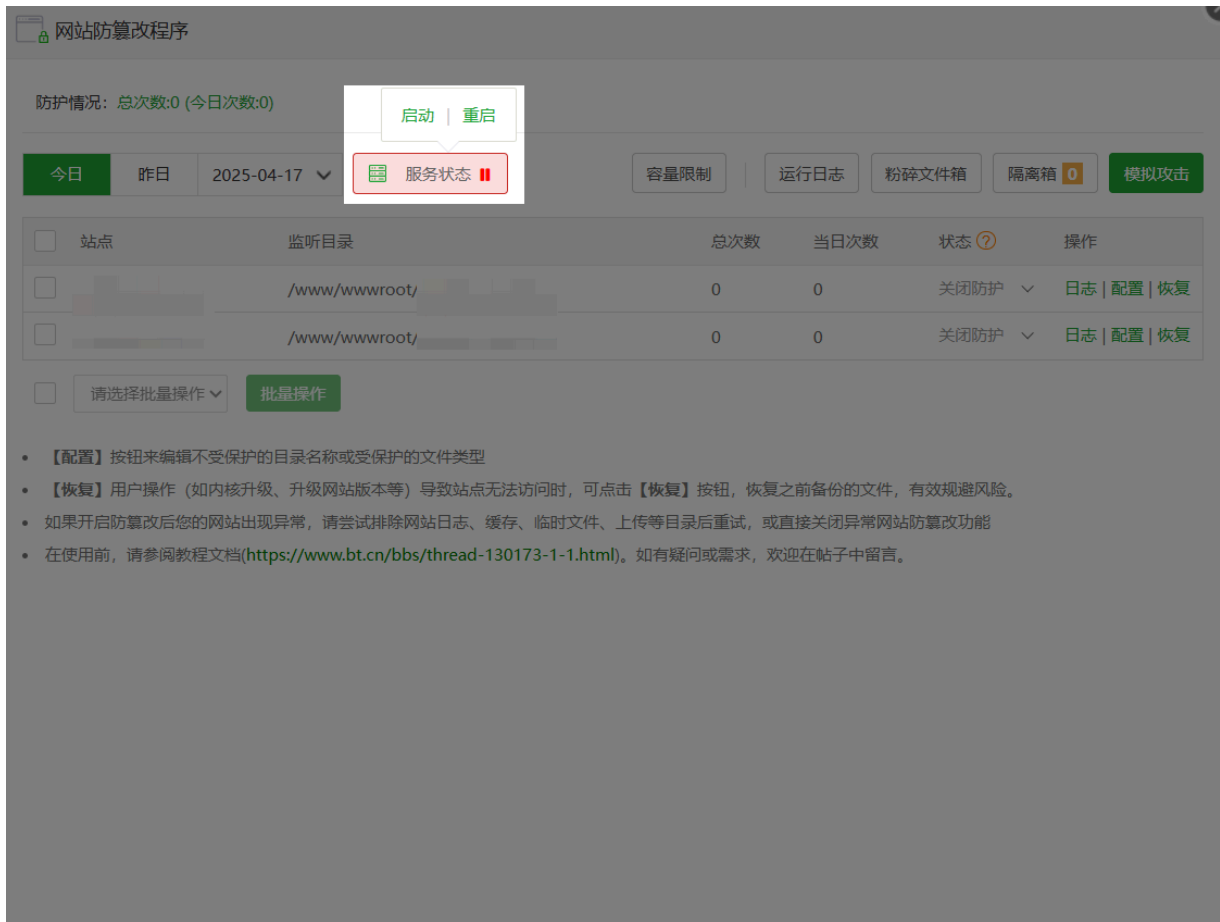 网站防篡改程序
防护情况：总次数:0 (今日次数:0)
启动 | 重启
今日 昨日 2025-04-17 服务状态 容量限制 运行日志 粉碎文件箱 隔离箱 0 模拟攻击
站点 监听目录 总次数 当日次数 状态 ? 操作
/www/wwwroot/ 0 0 关闭防护 日志 | 配置 | 恢复
/www/wwwroot/ 0 0 关闭防护 日志 | 配置 | 恢复
请选择批量操作 批量操作
• 【配置】按钮来编辑不受保护的目录名称或受保护的文件类型
• 【恢复】用户操作（如内核升级、升级网站版本等）导致站点无法访问时，可点击【恢复】按钮，恢复之前备份的文件，有效规避风险。
• 如果开启防篡改后您的网站出现异常，请尝试排除网站日志、缓存、临时文件、上传等目录后重试，或直接关闭异常网站防篡改功能
• 在使用前，请参阅教程文档(https://www.bt.cn/bbs/thread-130173-1-1.html)。如有疑问或需求，欢迎在帖子中留言。